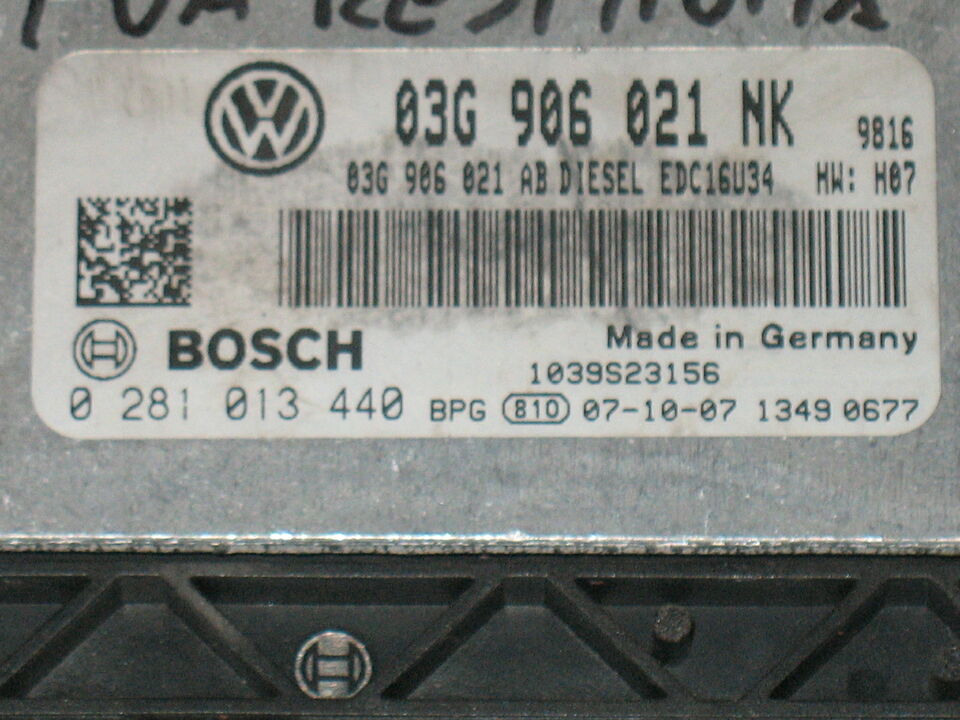 03G 906 021 NK 9816
03G 906 021 AB DIESEL EDC16U34 HW: H07
BOSCH
Made in Germany
1039S23156
0 281 013 440 BPG 810 07-10-07 1349 0677